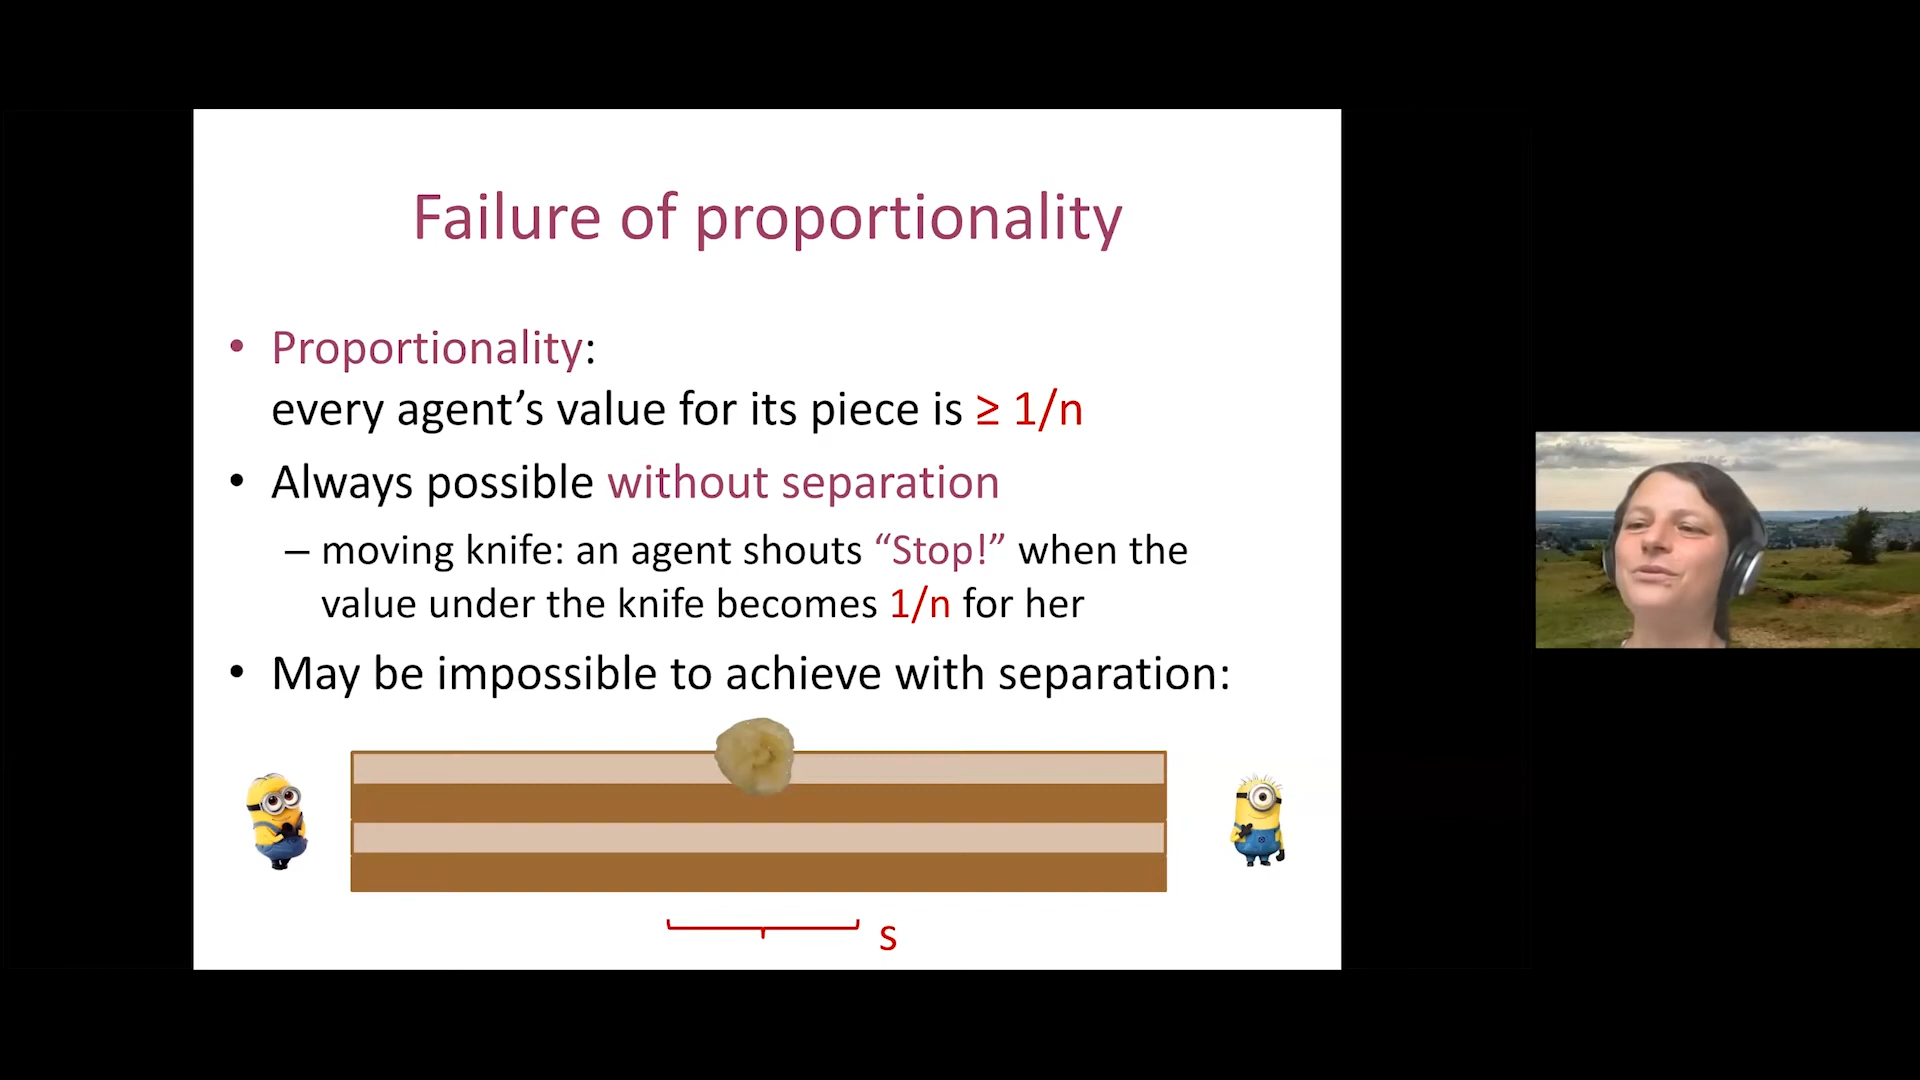 Failure of proportionality
• Proportionality:
every agent’s value for its piece is ≥ 1/n
• Always possible without separation
– moving knife: an agent shouts “Stop!” when the
value under the knife becomes 1/n for her
• May be impossible to achieve with separation:
s